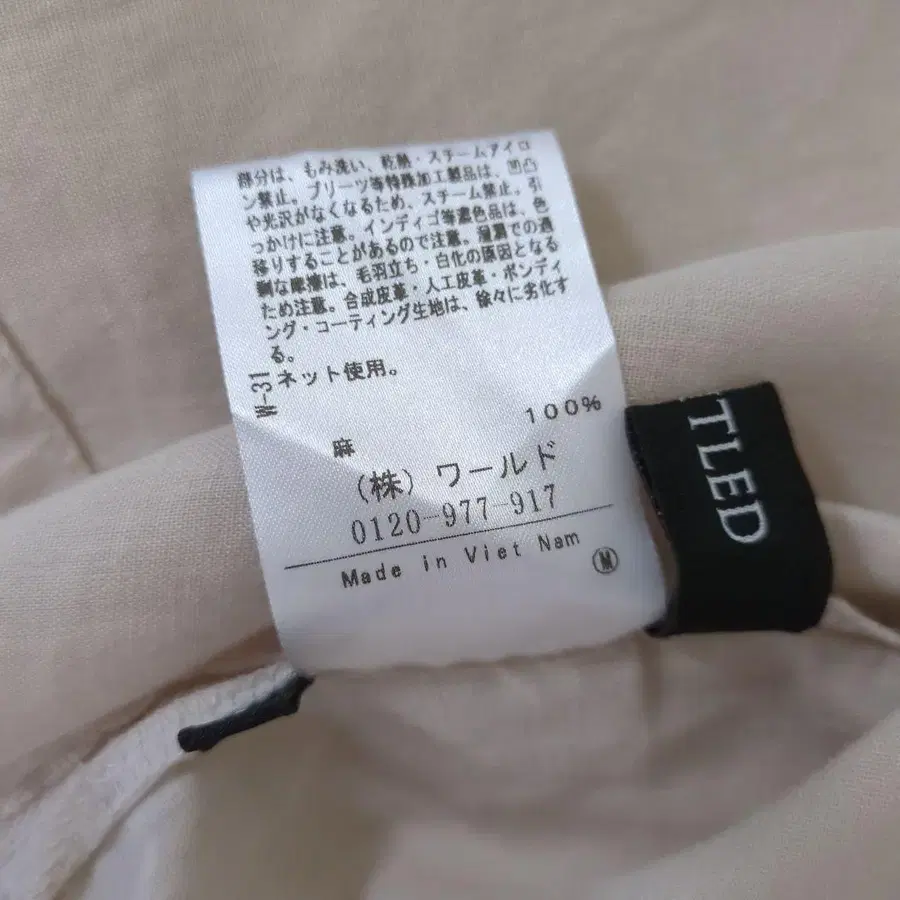 部分は、もみ洗い、乾熱・スチームアイロ
ン禁止。プリーツ等特殊加工製品は、凹凸
や光沢がなくなるため、スチーム禁止。引
っかけに注意。インディゴ等濃色品は、色
移りすることがあるので注意。着用での過
剰な摩擦は、毛羽立ち・白化の原因となる
ため注意。合成皮革・人工皮革・ボンディ
ング・コーティング生地は、徐々に劣化す
る。
ネット使用。
W-31
麻 100%
(株) ワールド
0120-977-917
Made in Viet Nam
M
TLED